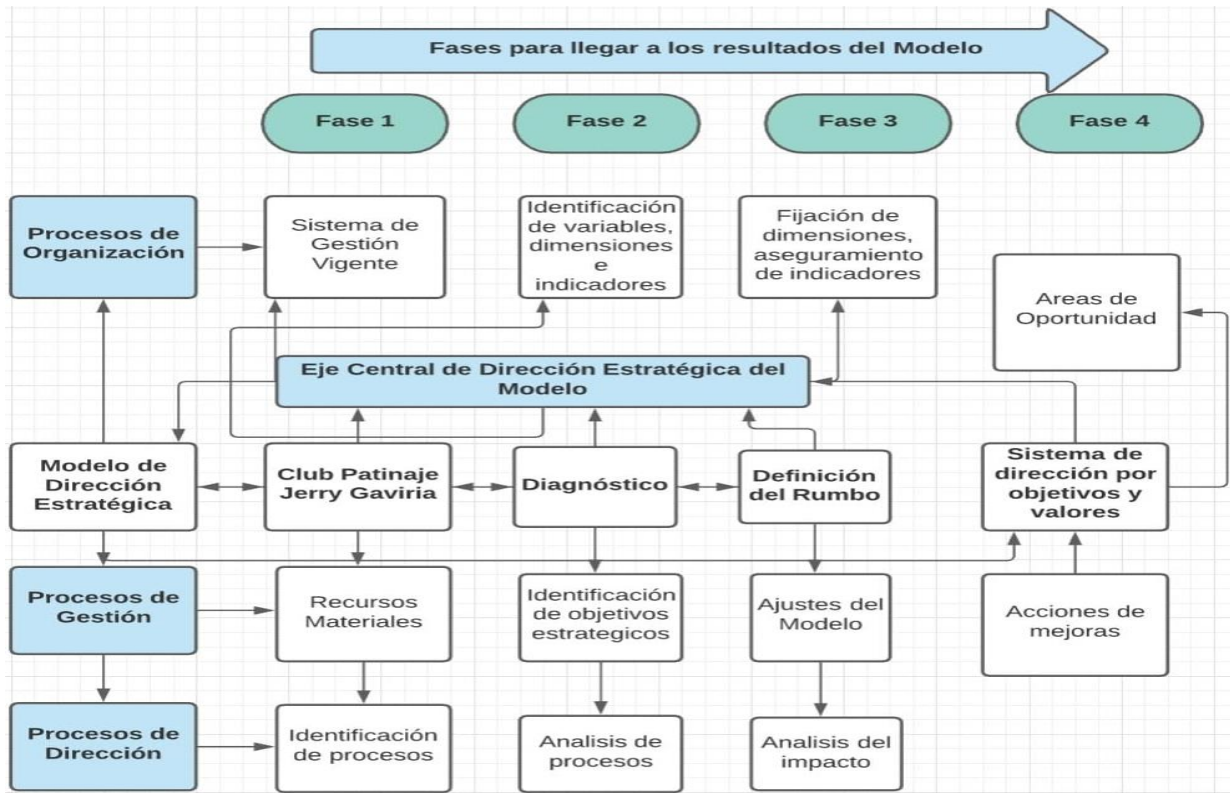 Fases para llegar a los resultados del Modelo
Fase 1
Fase 2
Fase 3
Fase 4
Procesos de
Organización
Sistema de
Gestión
Vigente
Identificación
de variables,
dimensiones
e
indicadores
Fijación de
dimensiones,
aseguramiento
de indicadores
Areas de
Oportunidad
Eje Central de Dirección Estratégica del
Modelo
Modelo de
Dirección
Estratégica
Club Patinaje
Jerry Gaviria
Diagnóstico
Definición
del Rumbo
Sistema de
dirección por
objetivos y
valores
Procesos de
Gestión
Recursos
Materiales
Identificación
de objetivos
estrategicos
Ajustes del
Modelo
Acciones de
mejoras
Procesos de
Dirección
Identificación
de procesos
Analisis de
procesos
Analisis del
impacto